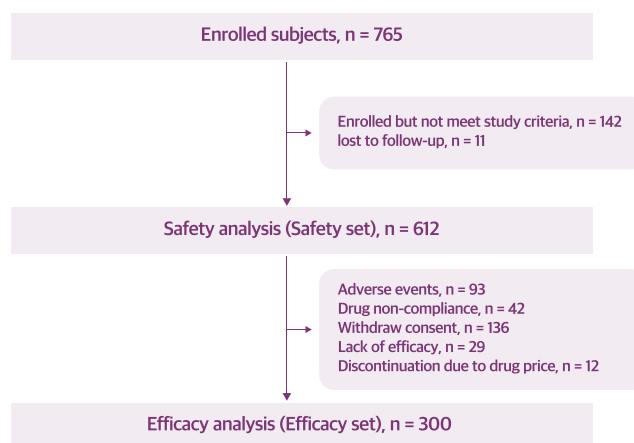 Enrolled subjects, n = 765
Enrolled but not meet study criteria, n = 142
lost to follow-up, n = 11
Safety analysis (Safety set), n = 612
Adverse events, n = 93
Drug non-compliance, n = 42
Withdraw consent, n = 136
Lack of efficacy, n = 29
Discontinuation due to drug price, n = 12
Efficacy analysis (Efficacy set), n = 300